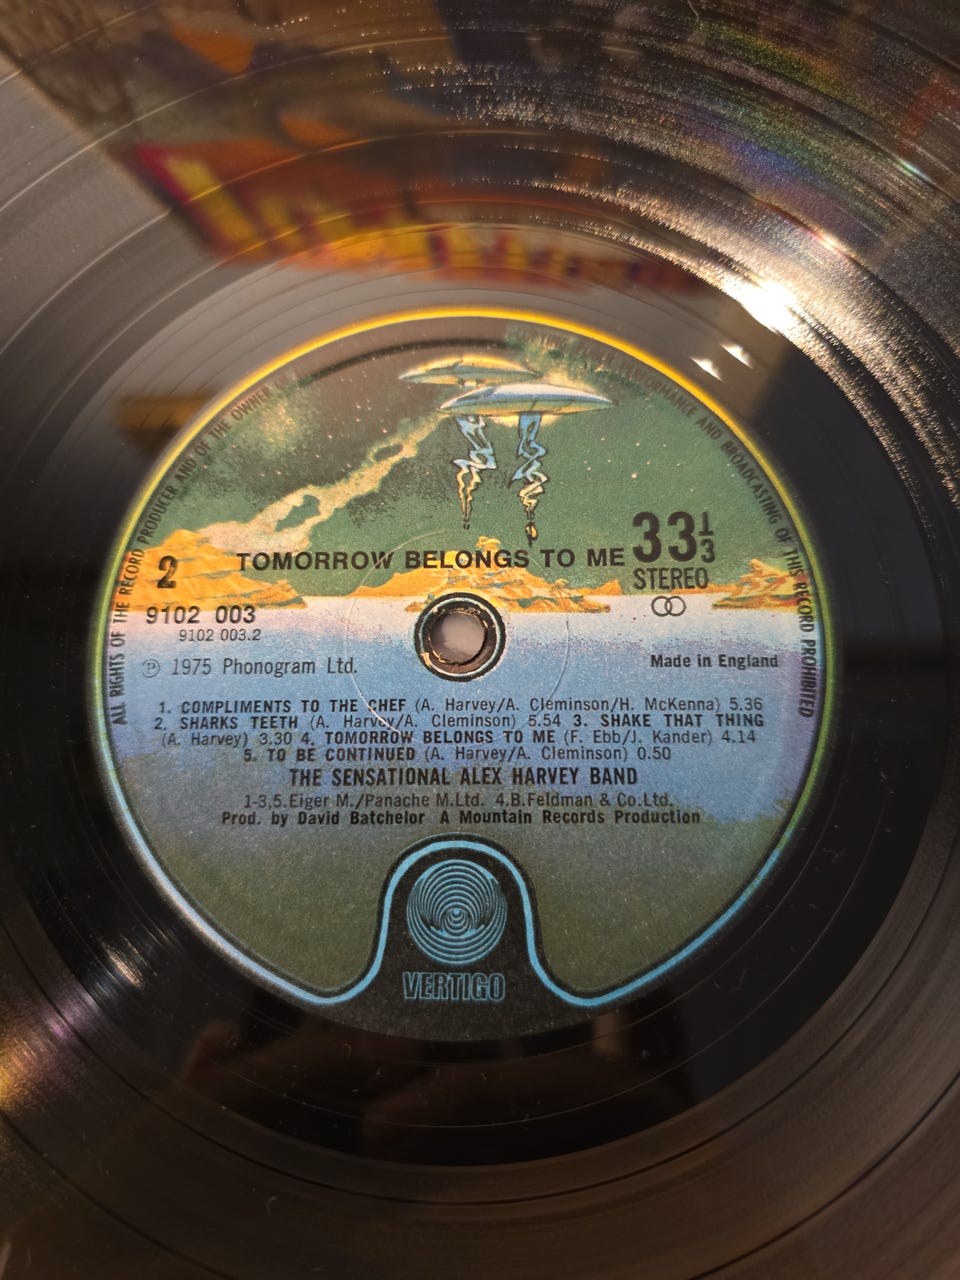 ALL RIGHTS OF THE RECORD PRODUCER AND OF THE OWNER
PERFORMANCE AND BROADCASTING OF THIS RECORD PROHIBITED
2
TOMORROW BELONGS TO ME
33⅓
STEREO
9102 003
9102 003.2
℗ 1975 Phonogram Ltd.
Made in England
1. COMPLIMENTS TO THE CHEF (A. Harvey/A. Cleminson/H. McKenna) 5.36
2. SHARKS TEETH (A. Harvey/A. Cleminson) 5.54 3. SHAKE THAT THING
(A. Harvey) 3.30 4. TOMORROW BELONGS TO ME (F. Ebb/J. Kander) 4.14
5. TO BE CONTINUED (A. Harvey/A. Cleminson) 0.50
THE SENSATIONAL ALEX HARVEY BAND
1-3,5.Eiger M./Panache M.Ltd. 4.B.Feldman & Co.Ltd.
Prod. by David Batchelor A Mountain Records Production
VERTIGO